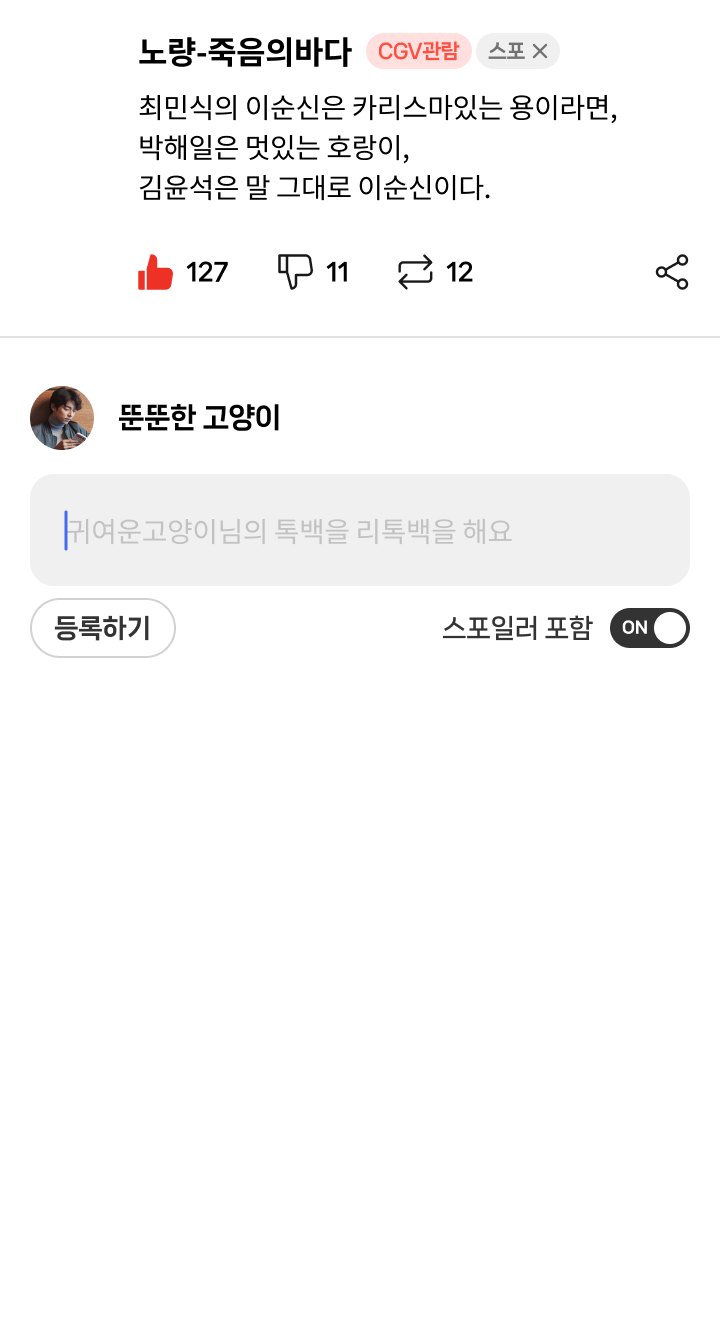 노량-죽음의바다 CGV관람 스포 ✕
최민식의 이순신은 카리스마있는 용이라면,
박해일은 멋있는 호랑이,
김윤석은 말 그대로 이순신이다.
127 11 12
뚠뚠한 고양이
귀여운고양이님의 톡백을 리톡백을 해요
등록하기 스포일러 포함 ON